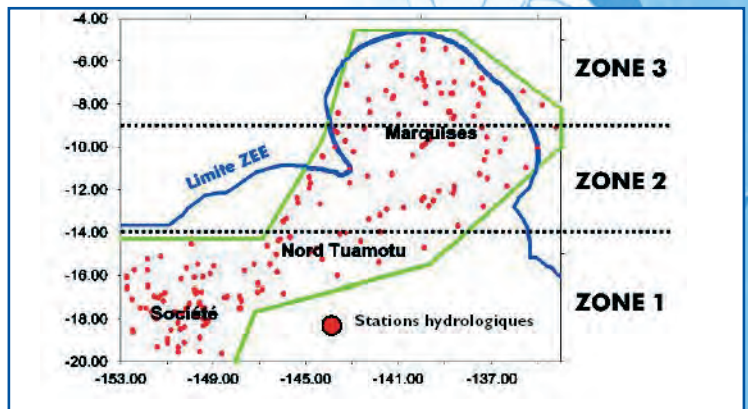 -4.00
-6.00
ZONE 3
-8.00
Marquises
-10.00
Limite ZEE
ZONE 2
-12.00
-14.00
Nord Tuamotu
-16.00
ZONE 1
Société
-18.00
Stations hydrologiques
-20.00
-153.00 -149.00 -145.00 -141.00 -137.00